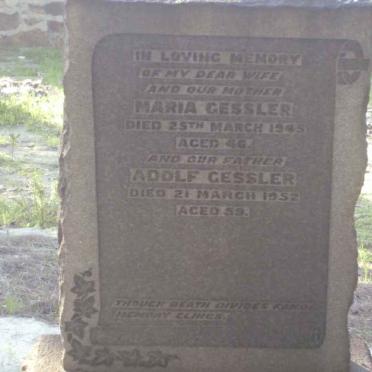 IN LOVING MEMORY
OF MY DEAR WIFE
AND OUR MOTHER
MARIA GESSLER
DIED 25TH MARCH 1945
AGED 46.
AND OUR FATHER
ADOLF GESSLER
DIED 21 MARCH 1952
AGED 59.
THOUGH DEATH DIVIDES FOND
MEMORY CLINGS.